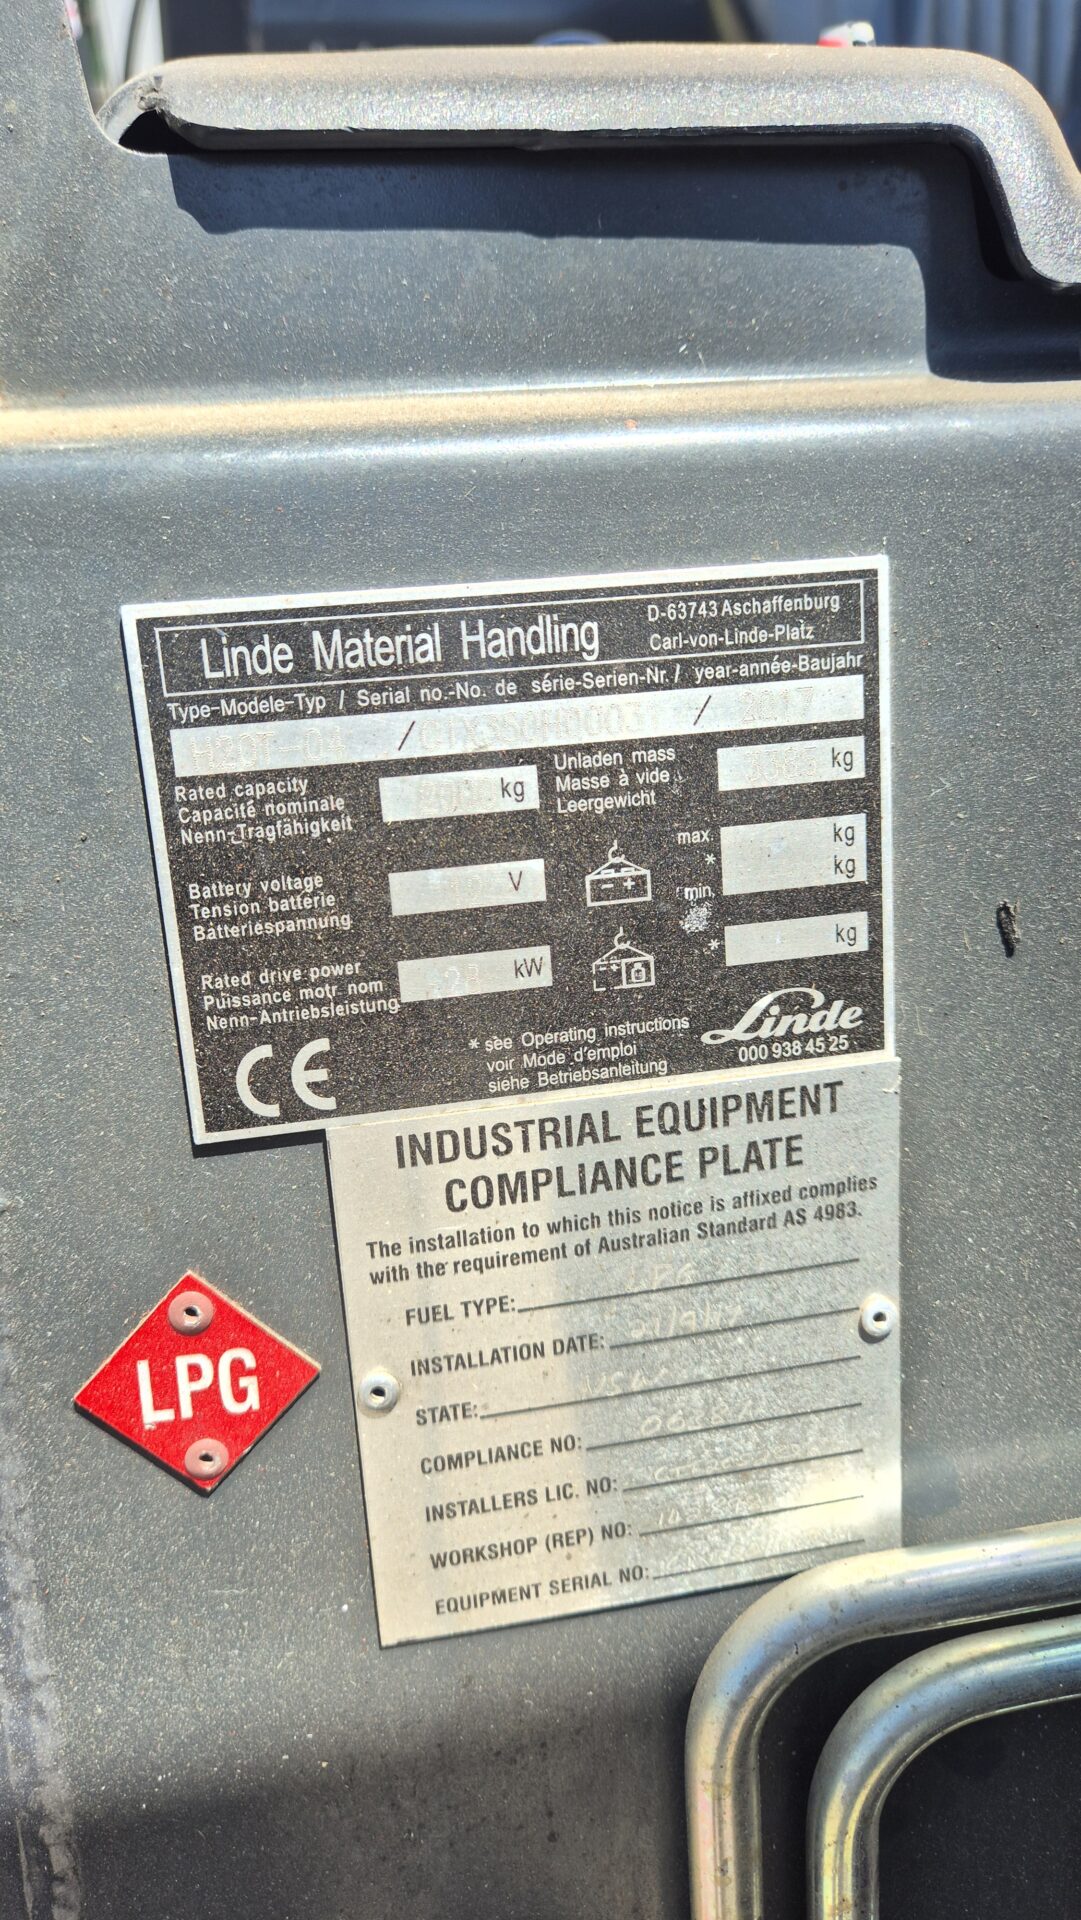 Linde Material Handling
D-63743 Aschaffenburg
Carl-von-Linde-Platz
Type-Modele-Typ / Serial no.-No. de série-Serien-Nr. / year-année-Baujahr
H20T-04 / / 2017
Rated capacity
Capacité nominale
Nenn-Tragfähigkeit
kg
Unladen mass
Masse à vide
Leergewicht
3385 kg
Battery voltage
Tension batterie
Batteriespannung
V
- +
max. kg
* kg
min.
Rated drive power
Puissance motr. nom
Nenn-Antriebsleistung
kW
- +
* kg
CE
* see Operating instructions
voir Mode d'emploi
siehe Betriebsanleitung
Linde
000 938 45 25
INDUSTRIAL EQUIPMENT
COMPLIANCE PLATE
The installation to which this notice is affixed complies
with the requirement of Australian Standard AS 4983.
FUEL TYPE: LPG
INSTALLATION DATE:
STATE:
COMPLIANCE NO:
INSTALLERS LIC. NO:
WORKSHOP (REP) NO:
EQUIPMENT SERIAL NO:
LPG